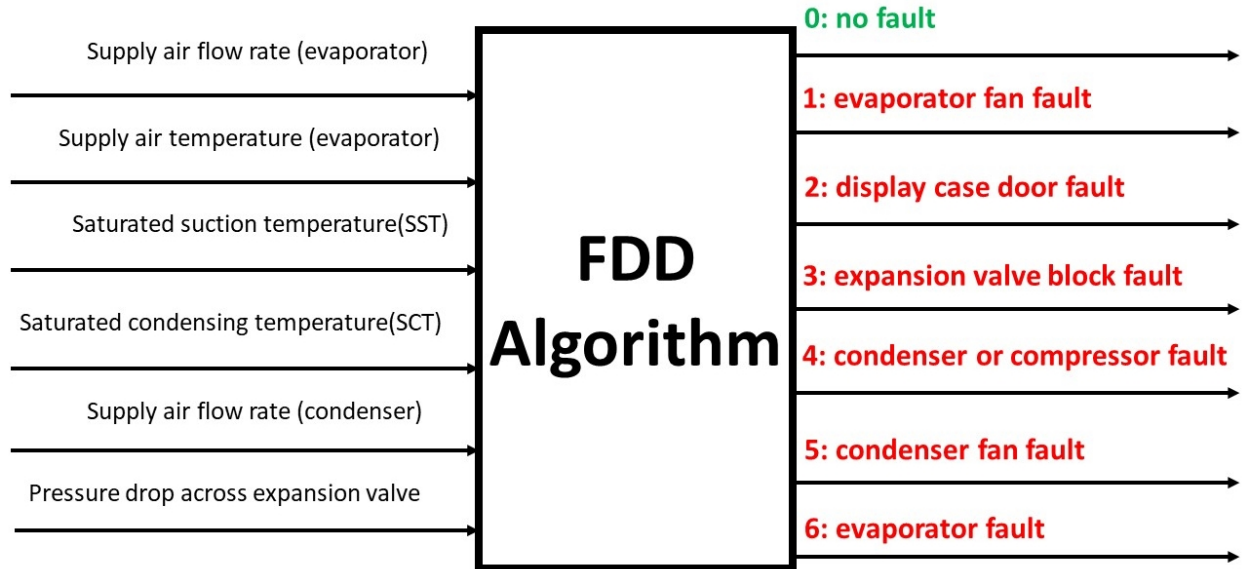 Supply air flow rate (evaporator)
Supply air temperature (evaporator)
Saturated suction temperature(SST)
Saturated condensing temperature(SCT)
Supply air flow rate (condenser)
Pressure drop across expansion valve
FDD
Algorithm
0: no fault
1: evaporator fan fault
2: display case door fault
3: expansion valve block fault
4: condenser or compressor fault
5: condenser fan fault
6: evaporator fault